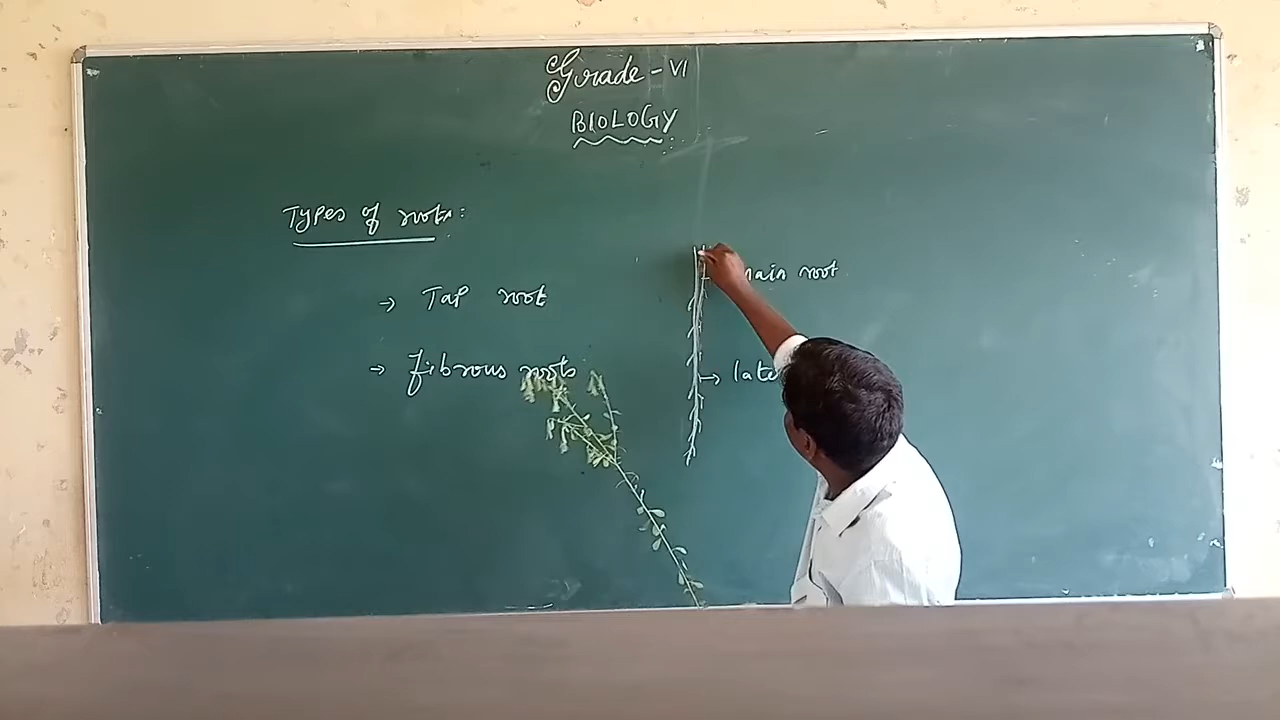 Grade - VI
BIOLOGY
Types of roots:
→ Tap root
→ fibrous roots
main root
→ late